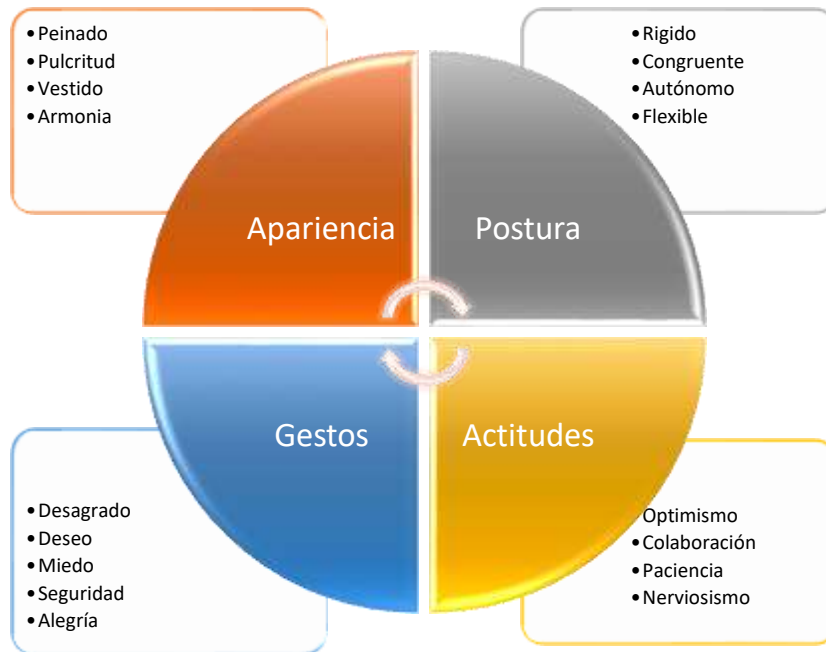 •Peinado
•Pulcritud
•Vestido
•Armonia
•Rigido
•Congruente
•Autónomo
•Flexible
Apariencia
Postura
Gestos
Actitudes
•Desagrado
•Deseo
•Miedo
•Seguridad
•Alegría
Optimismo
•Colaboración
•Paciencia
•Nerviosismo